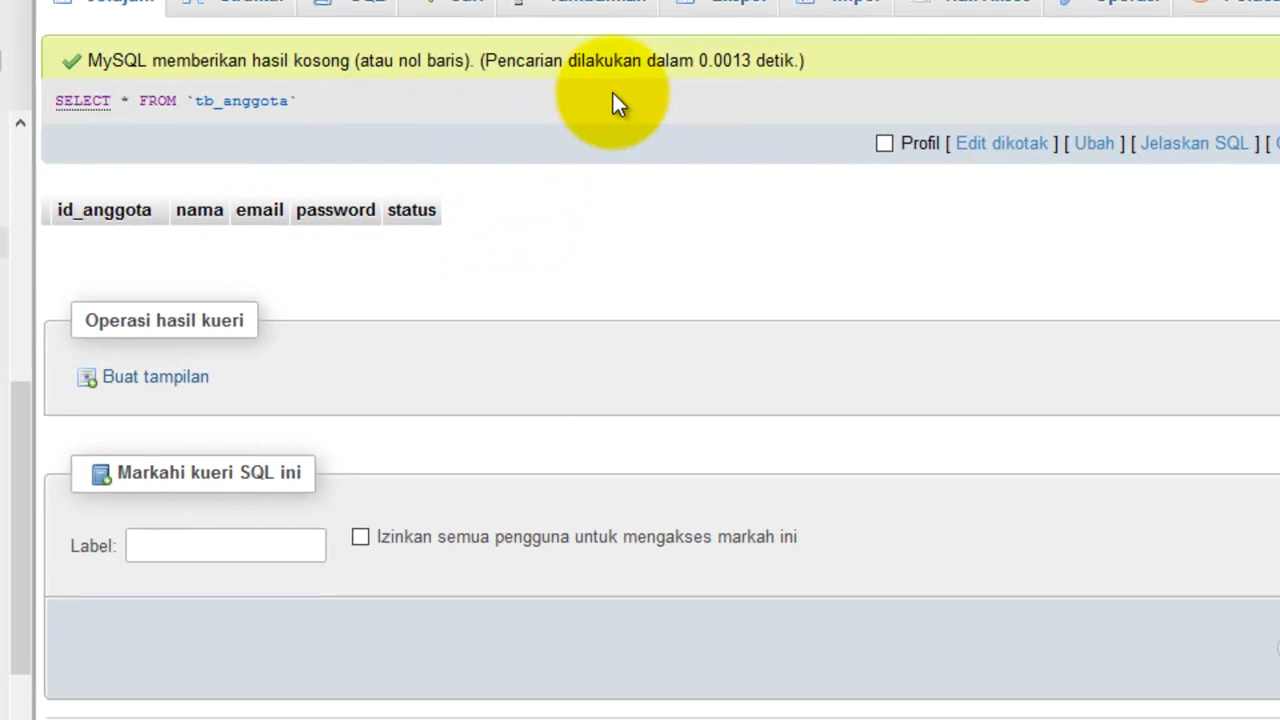 MySQL memberikan hasil kosong (atau nol baris). (Pencarian dilakukan dalam 0.0013 detik.)
SELECT * FROM `tb_anggota`
Profil [ Edit dikotak ] [ Ubah ] [ Jelaskan SQL ] [
id_anggota nama email password status
Operasi hasil kueri
Buat tampilan
Markahi kueri SQL ini
Label:
Izinkan semua pengguna untuk mengakses markah ini